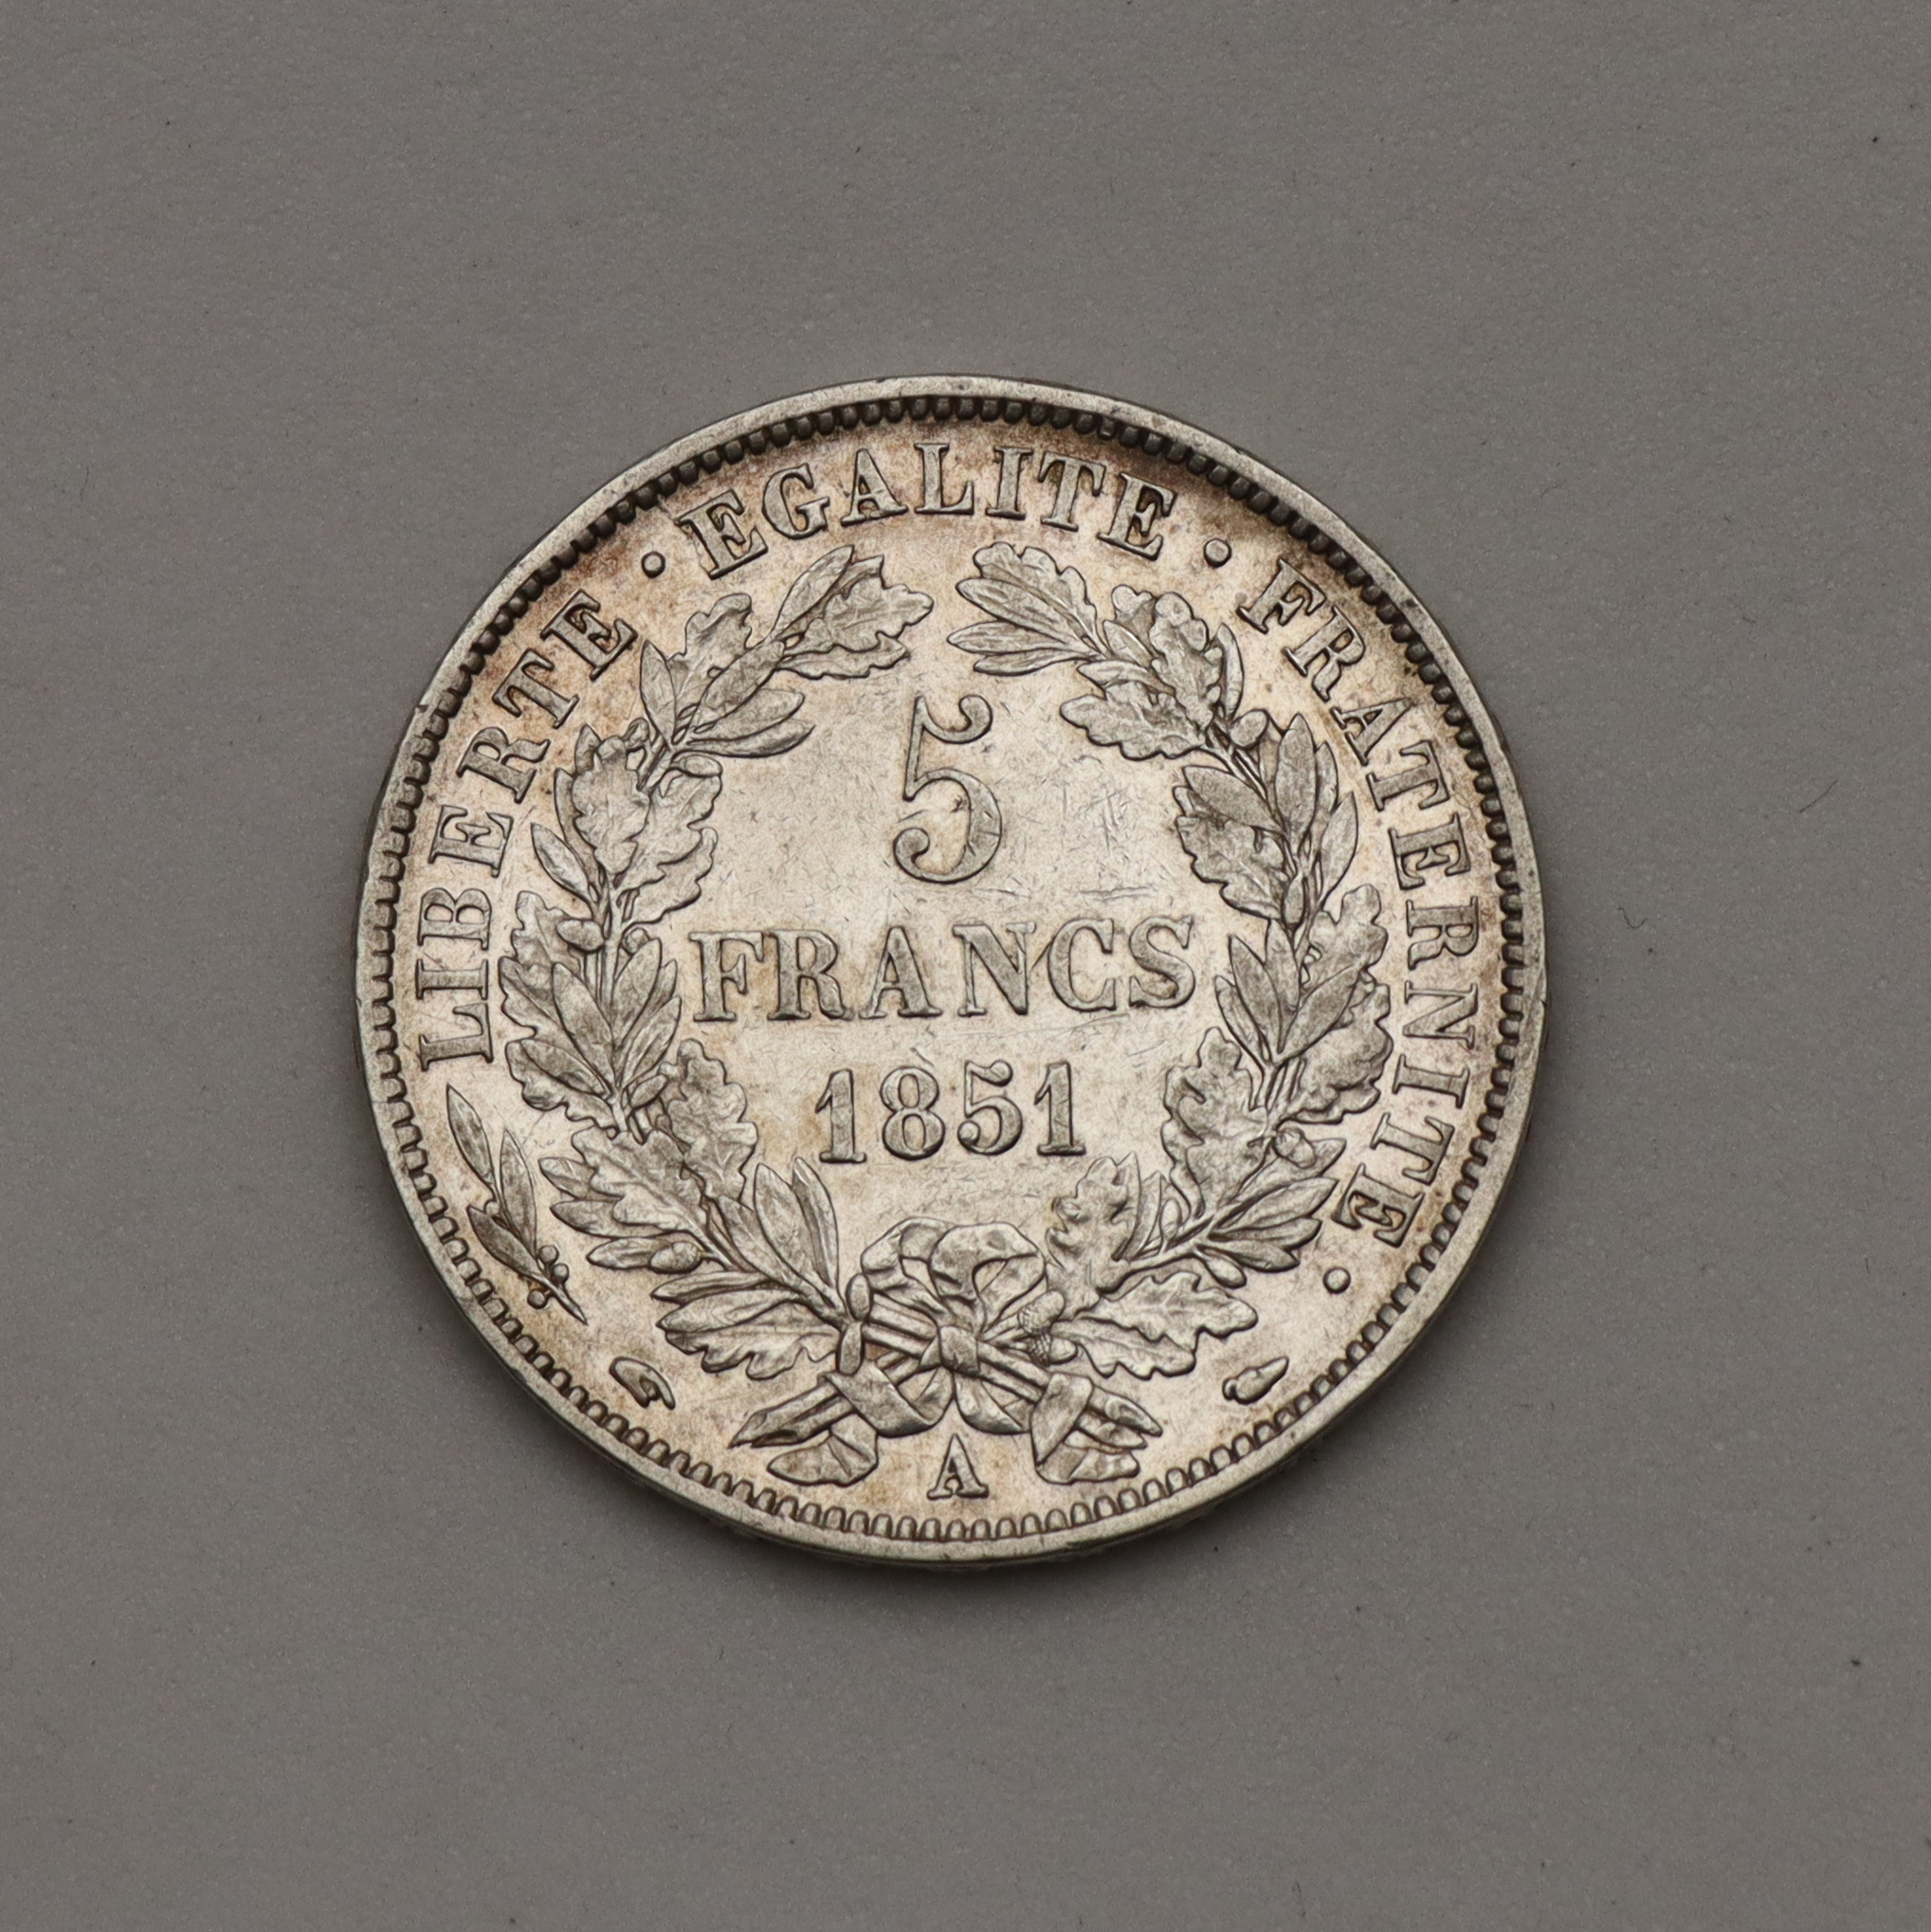 LIBERTE · EGALITE · FRATERNITE ·
5
FRANCS
1851
A